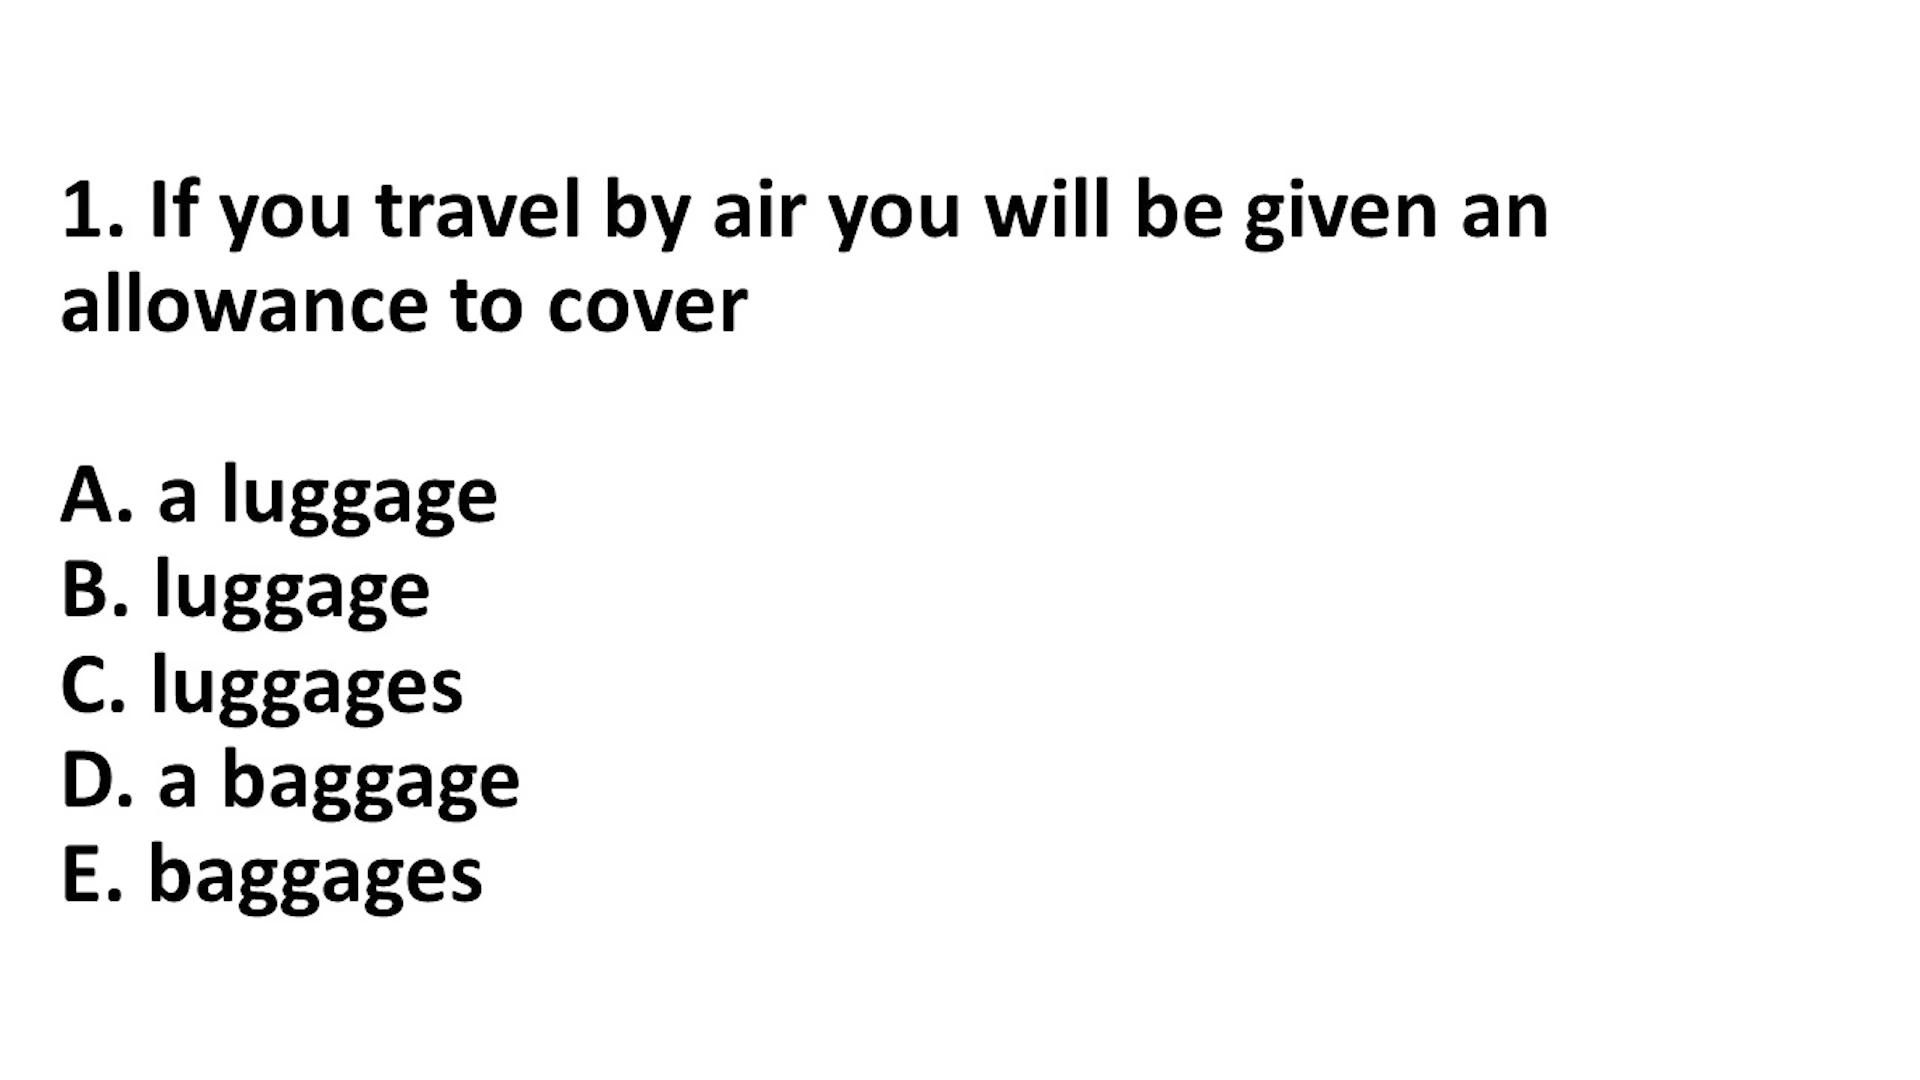 1. If you travel by air you will be given an
allowance to cover
A. a luggage
B. luggage
C. luggages
D. a baggage
E. baggages